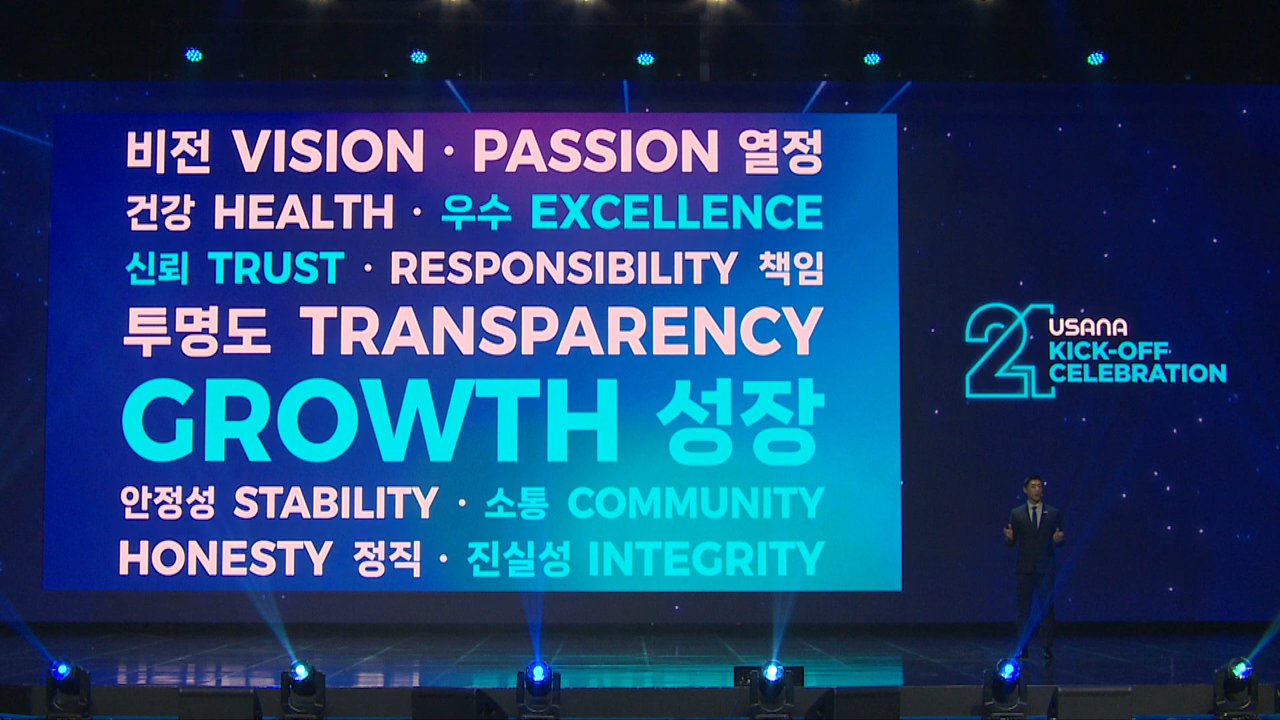 비전 VISION · PASSION 열정
건강 HEALTH · 우수 EXCELLENCE
신뢰 TRUST · RESPONSIBILITY 책임
투명도 TRANSPARENCY
GROWTH 성장
안정성 STABILITY · 소통 COMMUNITY
HONESTY 정직 · 진실성 INTEGRITY
21 USANA
KICK-OFF
CELEBRATION